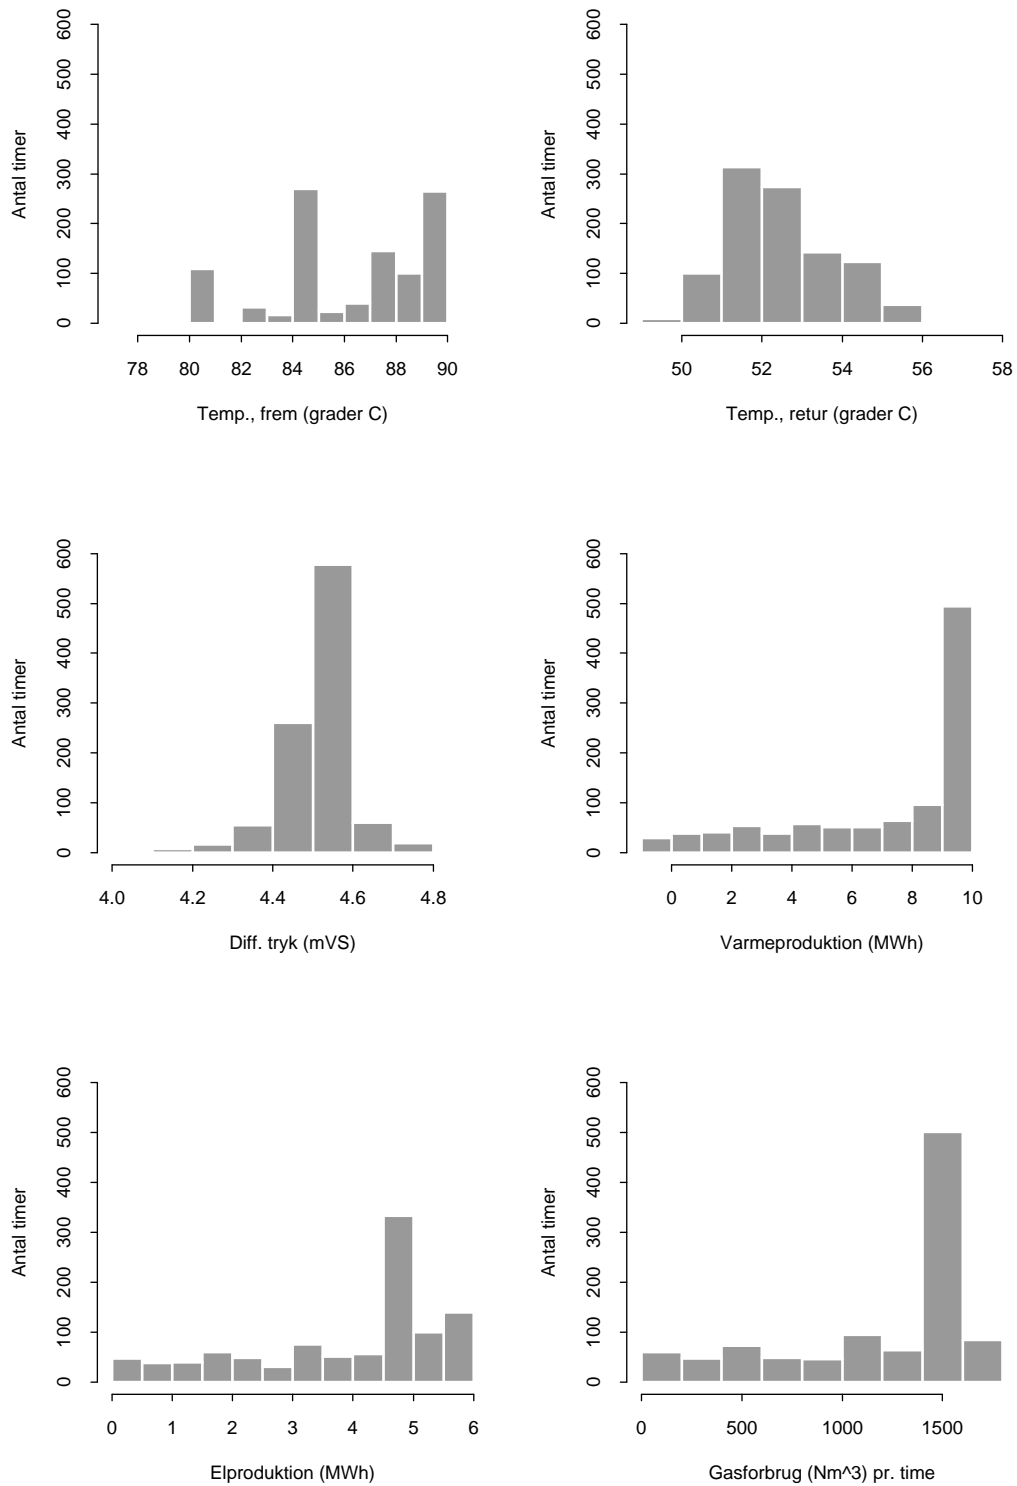 600
500
400
300
200
100
0
Antal timer
78 80 82 84 86 88 90
Temp., frem (grader C)
600
500
400
300
200
100
0
Antal timer
50 52 54 56 58
Temp., retur (grader C)
600
500
400
300
200
100
0
Antal timer
4.0 4.2 4.4 4.6 4.8
Diff. tryk (mVS)
600
500
400
300
200
100
0
Antal timer
0 2 4 6 8 10
Varmeproduktion (MWh)
600
500
400
300
200
100
0
Antal timer
0 1 2 3 4 5 6
Elproduktion (MWh)
600
500
400
300
200
100
0
Antal timer
0 500 1000 1500
Gasforbrug (Nm^3) pr. time